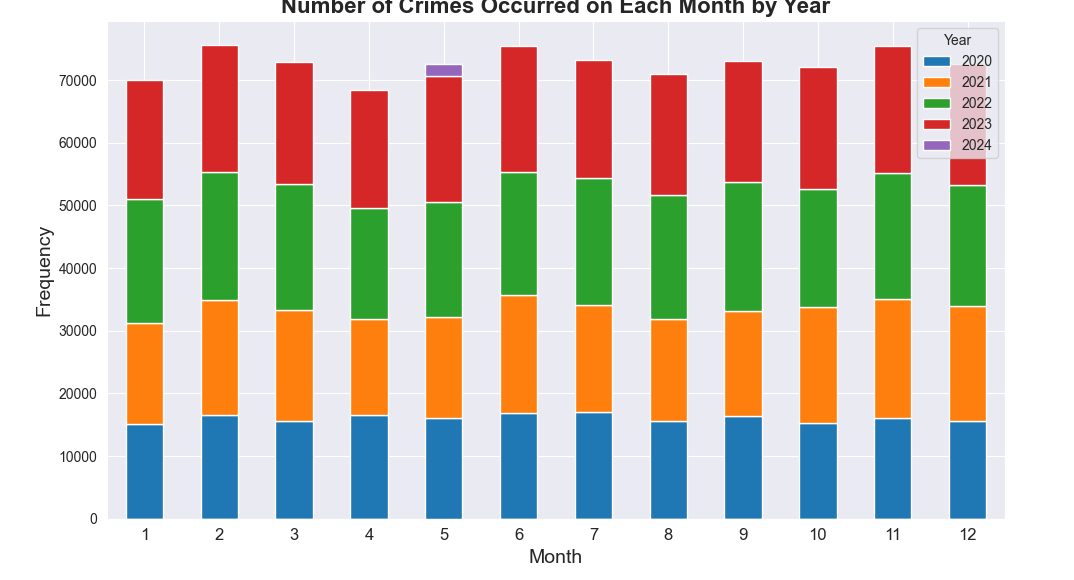 Number of Crimes Occurred on Each Month by Year
Year
2020
2021
2022
2023
2024
70000
60000
50000
40000
30000
20000
10000
0
Frequency
1 2 3 4 5 6 7 8 9 10 11 12
Month